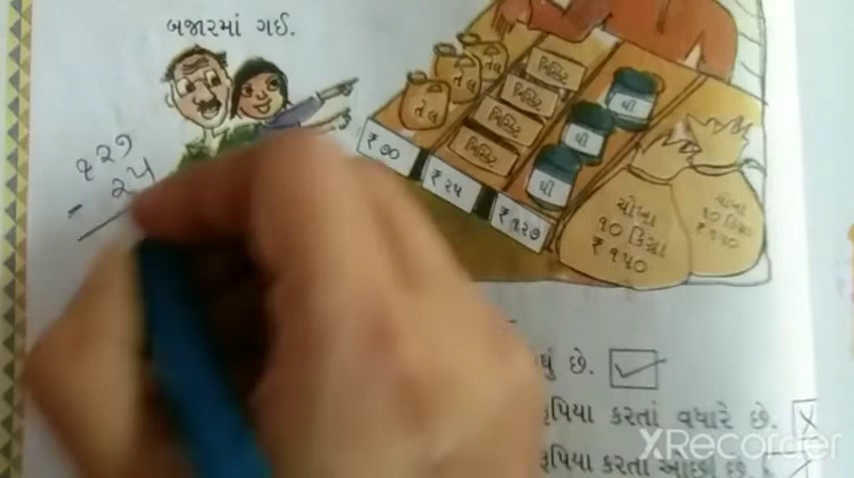 બજારમાં ગઈ.
તેલ તેલ તેલ
બિસ્કિટ
બિસ્કિટ
બિસ્કિટ
બિસ્કિટ
ઘી
ઘી
ઘી
₹ ૭૦
₹ ૨૫
₹ ૧૨૭
ચોખા
૧૦ કિગ્રા
₹ ૧૫૦
ચોખા
૧૦ કિગ્રા
₹ ૧૫૦
૧૨૭
- ૨૫
છે.
રૂપિયા કરતાં વધારે છે. X
રૂપિયા કરતા ઓછા છે.
XRecorder